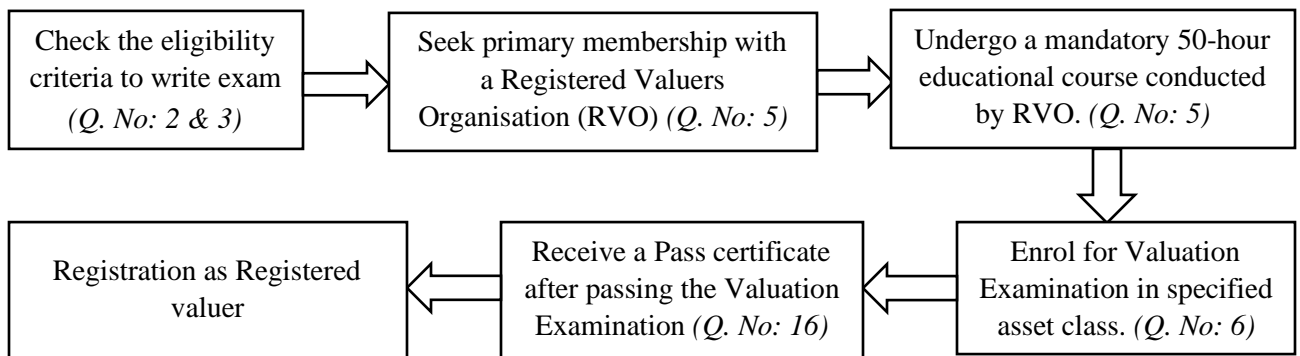 Check the eligibility
criteria to write exam
(Q. No: 2 & 3)
Seek primary membership with
a Registered Valuers
Organisation (RVO) (Q. No: 5)
Undergo a mandatory 50-hour
educational course conducted
by RVO. (Q. No: 5)
Enrol for Valuation
Examination in specified
asset class. (Q. No: 6)
Receive a Pass certificate
after passing the Valuation
Examination (Q. No: 16)
Registration as Registered
valuer